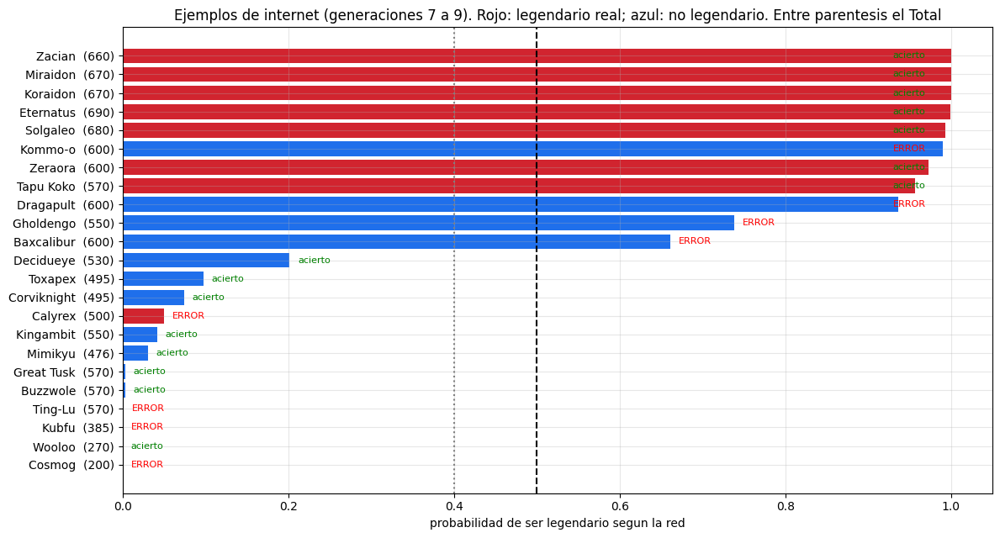 Ejemplos de internet (generaciones 7 a 9). Rojo: legendario real; azul: no legendario. Entre parentesis el Total
Zacian (660) acierto
Miraidon (670) acierto
Koraidon (670) acierto
Eternatus (690) acierto
Solgaleo (680) acierto
Kommo-o (600) ERROR
Zeraora (600) acierto
Tapu Koko (570) acierto
Dragapult (600) ERROR
Gholdengo (550) ERROR
Baxcalibur (600) ERROR
Decidueye (530) acierto
Toxapex (495) acierto
Corviknight (495) acierto
Calyrex (500) ERROR
Kingambit (550) acierto
Mimikyu (476) acierto
Great Tusk (570) acierto
Buzzwole (570) acierto
Ting-Lu (570) ERROR
Kubfu (385) ERROR
Wooloo (270) acierto
Cosmog (200) ERROR
0.0 0.2 0.4 0.6 0.8 1.0
probabilidad de ser legendario segun la red